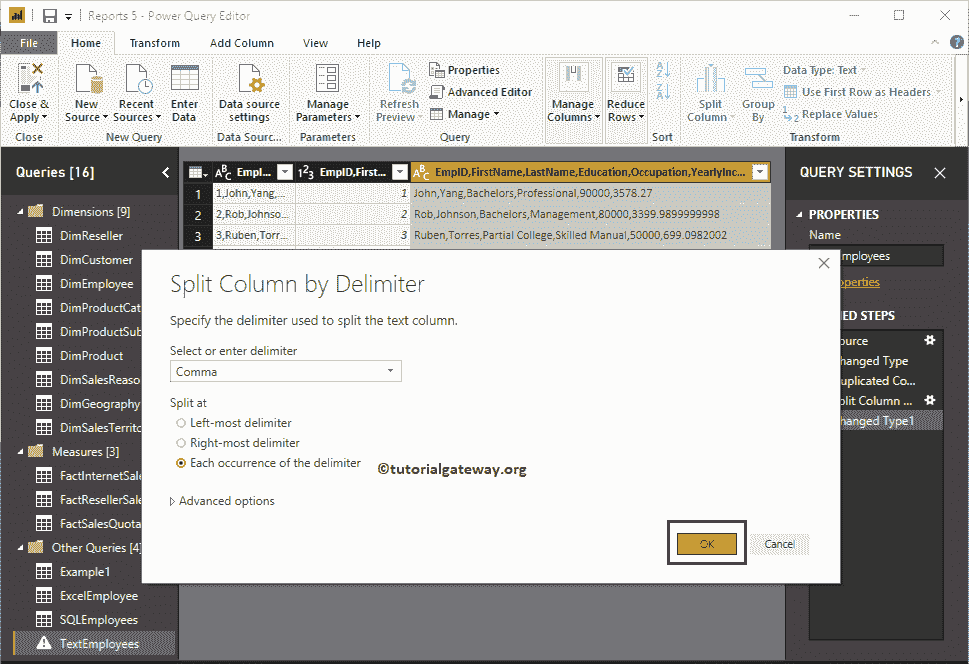 Reports 5 - Power Query Editor
File Home Transform Add Column View Help
Close & Apply
New Source
Recent Sources
Enter Data
Data source settings
Manage Parameters
Refresh Preview
Properties
Advanced Editor
Manage
Manage Columns
Reduce Rows
Split Column
Group By
Data Type: Text
Use First Row as Headers
Replace Values
Close New Query Data Sourc... Parameters Query Sort Transform
Queries [16]
Dimensions [9]
DimReseller
DimCustomer
DimEmployee
DimProductCat
DimProductSub
DimProduct
DimSalesReaso
DimGeography
DimSalesTerrito
Measures [3]
FactInternetSale
FactResellerSale
FactSalesQuota
Other Queries [4]
Example1
ExcelEmployee
SQLEmployees
TextEmployees
ABC Empl... 123 EmpID,First... ABC EmpID,FirstName,LastName,Education,Occupation,YearlyInc...
1 1,John,Yang,... 1 John,Yang,Bachelors,Professional,90000,3578.27
2 2,Rob,Johnso... 2 Rob,Johnson,Bachelors,Management,80000,3399.9899999998
3 3,Ruben,Torr... 3 Ruben,Torres,Partial College,Skilled Manual,50000,699.0982002
Split Column by Delimiter
Specify the delimiter used to split the text column.
Select or enter delimiter
Comma
Split at
Left-most delimiter
Right-most delimiter
Each occurrence of the delimiter
©tutorialgateway.org
Advanced options
OK Cancel
QUERY SETTINGS
PROPERTIES
Name
mployees
operties
ED STEPS
ource
hanged Type
uplicated Co...
plit Column ...
hanged Type1